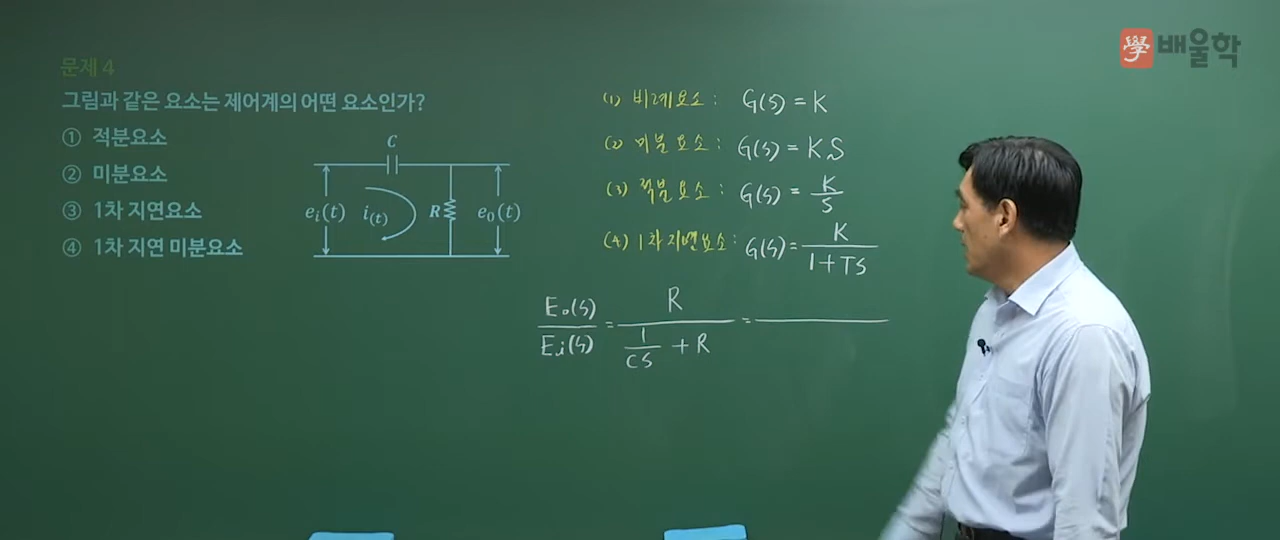 學 배울학
문제 4
그림과 같은 요소는 제어계의 어떤 요소인가?
① 적분요소
② 미분요소
③ 1차 지연요소
④ 1차 지연 미분요소
C
eᵢ(t) i(t) R e₀(t)
(1) 비례요소 : G(s) = K
(2) 미분요소 : G(s) = KS
(3) 적분요소 : G(s) = K/S
(4) 1차지연요소 : G(s) = K/(1+TS)
E₀(s)/Eᵢ(s) = R/(1/CS + R) =